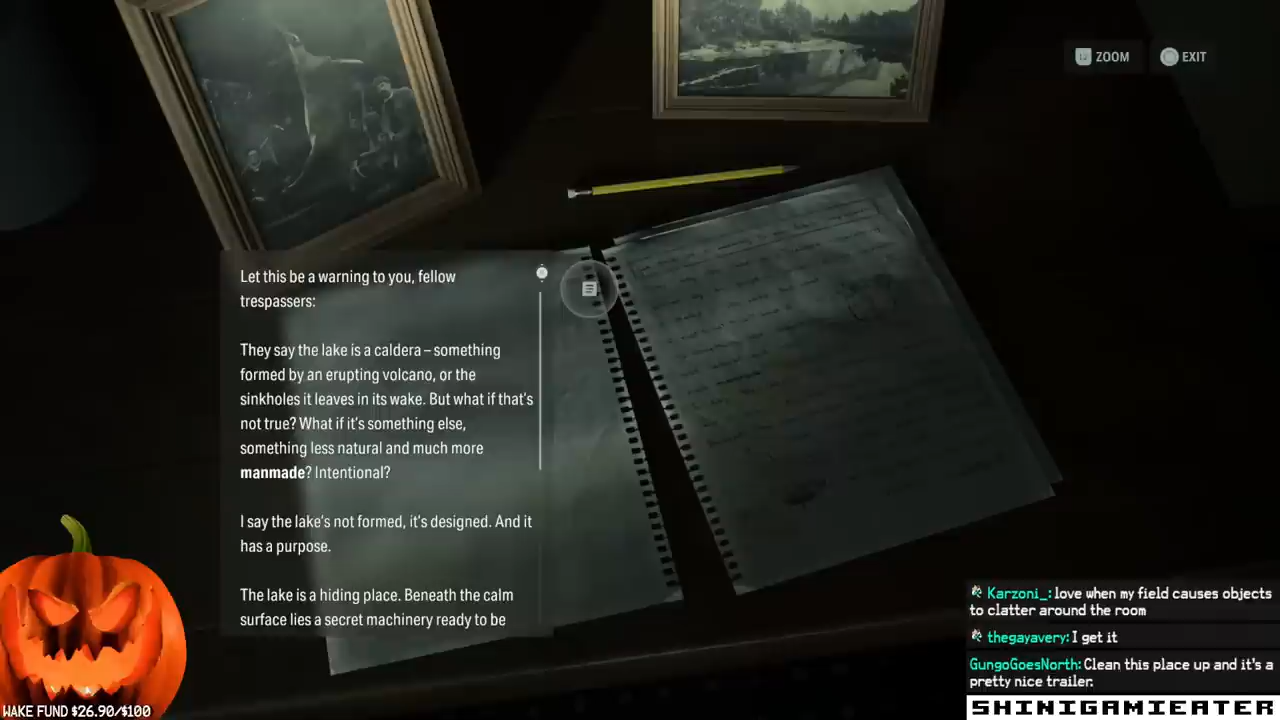 ZOOM
EXIT
Let this be a warning to you, fellow
trespassers:
They say the lake is a caldera – something
formed by an erupting volcano, or the
sinkholes it leaves in its wake. But what if that's
not true? What if it's something else,
something less natural and much more
manmade? Intentional?
I say the lake's not formed, it's designed. And it
has a purpose.
The lake is a hiding place. Beneath the calm
surface lies a secret machinery ready to be
Karzoni_: love when my field causes objects
to clatter around the room
thegayavery: I get it
GungoGoesNorth: Clean this place up and it's a
pretty nice trailer.
WAKE FUND $26.90/$100
SHINIGAMIEATER